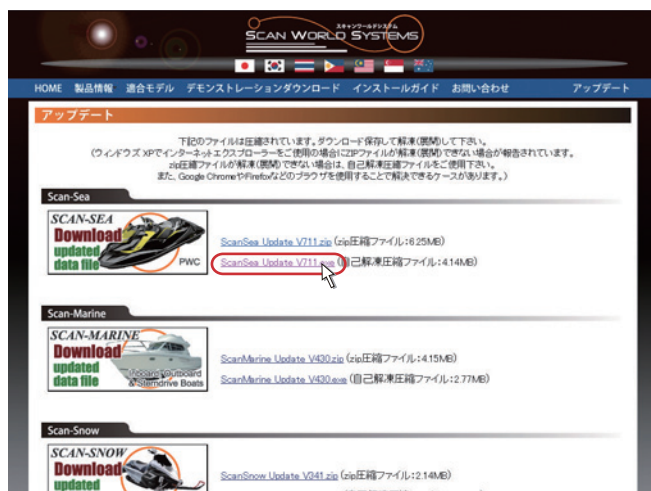 スキャンワールドシステム
SCAN WORLD SYSTEMS
HOME 製品情報 適合モデル デモンストレーションダウンロード インストールガイド お問い合わせ アップデート
アップデート
下記のファイルは圧縮されています。ダウンロード保存して解凍(展開)して下さい。
(ウィンドウズ XPでインターネットエクスプローラーをご使用の場合にZIPファイルが解凍(展開)できない場合が報告されています。
zip圧縮ファイルが解凍(展開)できない場合は、自己解凍圧縮ファイルをご使用下さい。
また、Google ChromeやFirefoxなどのブラウザを使用することで解決できるケースがあります。)
Scan-Sea
SCAN-SEA
Download
updated
data file
PWC
ScanSea Update V711.zip (zip圧縮ファイル:6.25MB)
ScanSea Update V711.exe (自己解凍圧縮ファイル:4.14MB)
Scan-Marine
SCAN-MARINE
Download
updated
data file
Inboard, Outboard
& Sterndrive Boats
ScanMarine Update V430.zip (zip圧縮ファイル:4.15MB)
ScanMarine Update V430.exe (自己解凍圧縮ファイル:2.77MB)
Scan-Snow
SCAN-SNOW
Download
updated
ScanSnow Update V341.zip (zip圧縮ファイル:2.14MB)